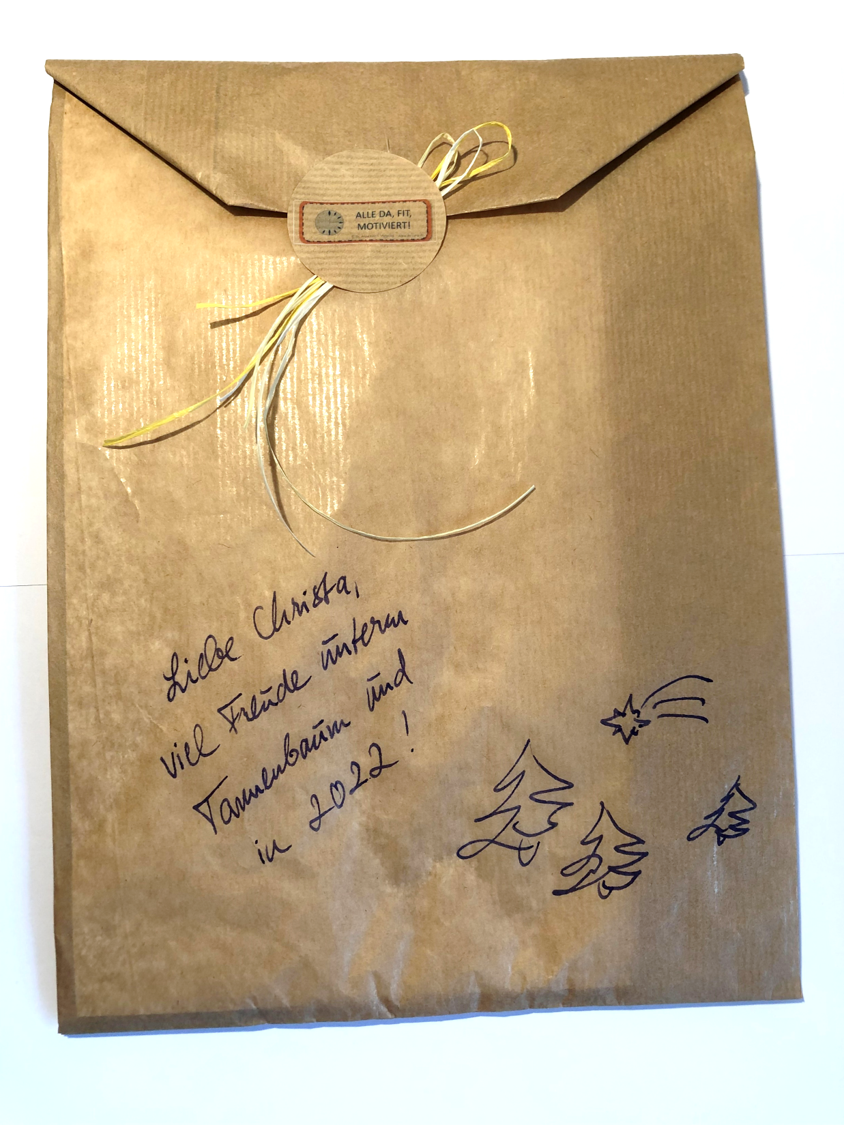 ALLE DA, FIT,
MOTIVIERT!
Liebe Christa,
viel Freude unterm
Tannenbaum und
in 2022!